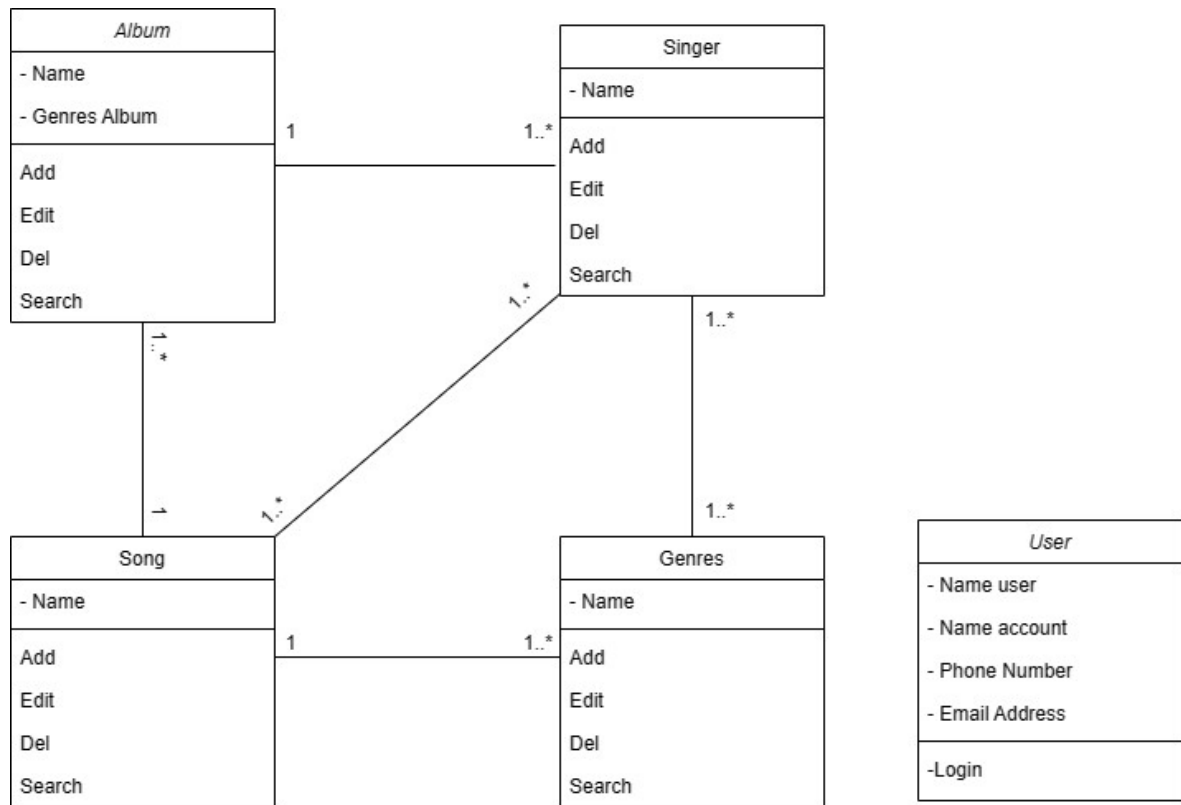 Album
- Name
- Genres Album
Add
Edit
Del
Search
1
1..*
Singer
- Name
Add
Edit
Del
Search
1..*
1
1..*
1..*
1..*
1..*
Song
- Name
Add
Edit
Del
Search
1
1..*
Genres
- Name
Add
Edit
Del
Search
User
- Name user
- Name account
- Phone Number
- Email Address
-Login